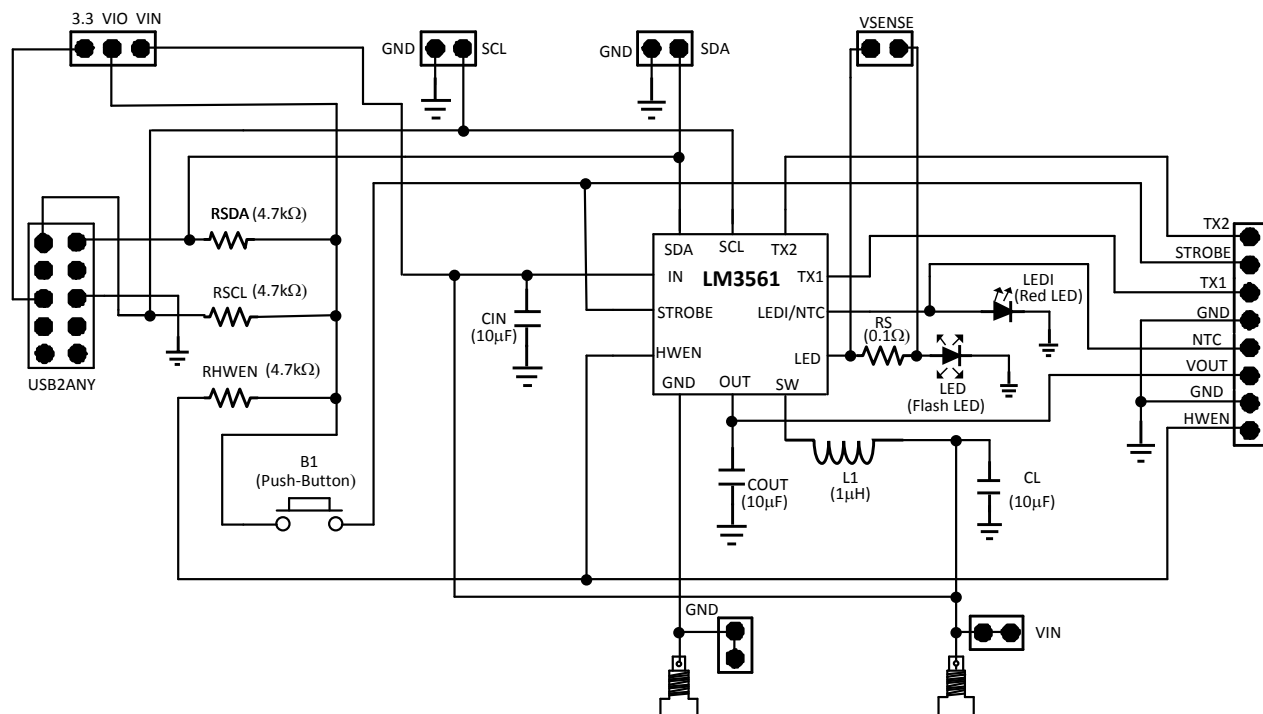 3.3 VIO VIN
GND
SCL
GND
SDA
VSENSE
RSDA (4.7kΩ)
RSCL (4.7kΩ)
USB2ANY
RHWEN (4.7kΩ)
B1
(Push-Button)
CIN
(10µF)
SDA
SCL
TX2
IN
LM3561
TX1
STROBE
LEDI/NTC
HWEN
LED
GND
OUT
SW
LEDI
(Red LED)
RS
(0.1Ω)
LED
(Flash LED)
COUT
(10µF)
L1
(1µH)
CL
(10µF)
TX2
STROBE
TX1
GND
NTC
VOUT
GND
HWEN
GND
VIN